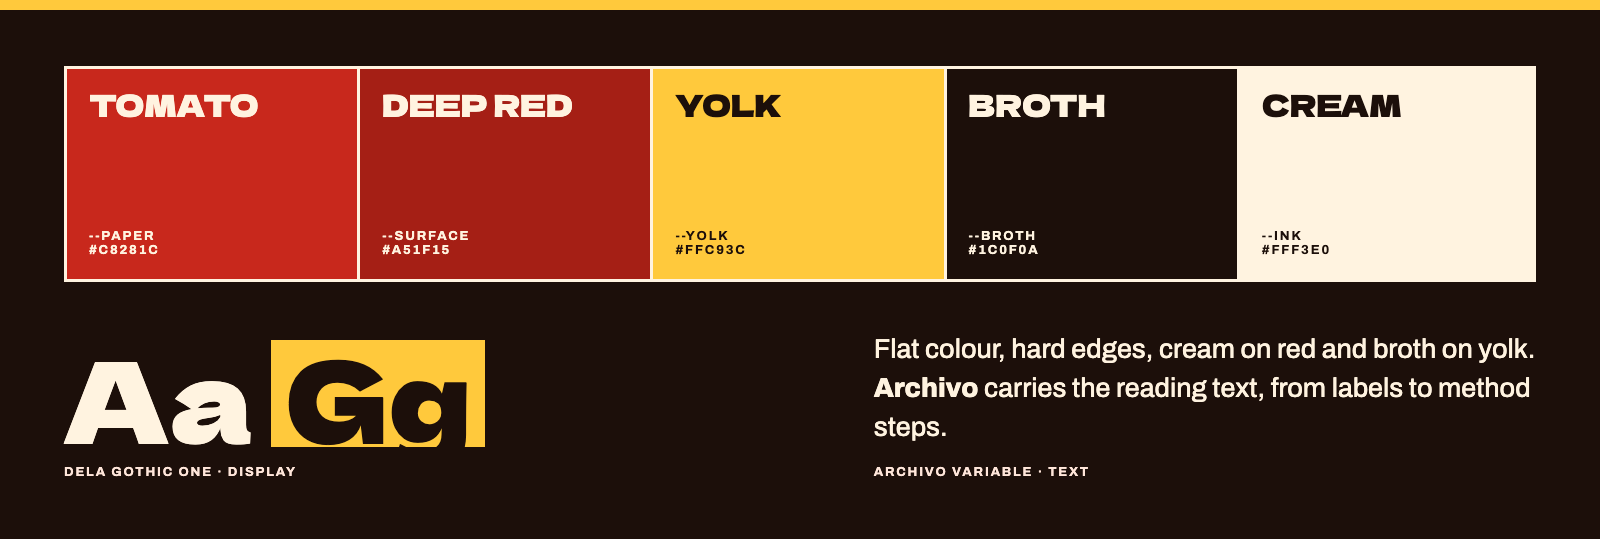 TOMATO
--PAPER
#C8281C
DEEP RED
--SURFACE
#A51F15
YOLK
--YOLK
#FFC93C
BROTH
--BROTH
#1C0F0A
CREAM
--INK
#FFF3E0
Aa Gg
DELA GOTHIC ONE · DISPLAY
Flat colour, hard edges, cream on red and broth on yolk.
Archivo carries the reading text, from labels to method
steps.
ARCHIVO VARIABLE · TEXT